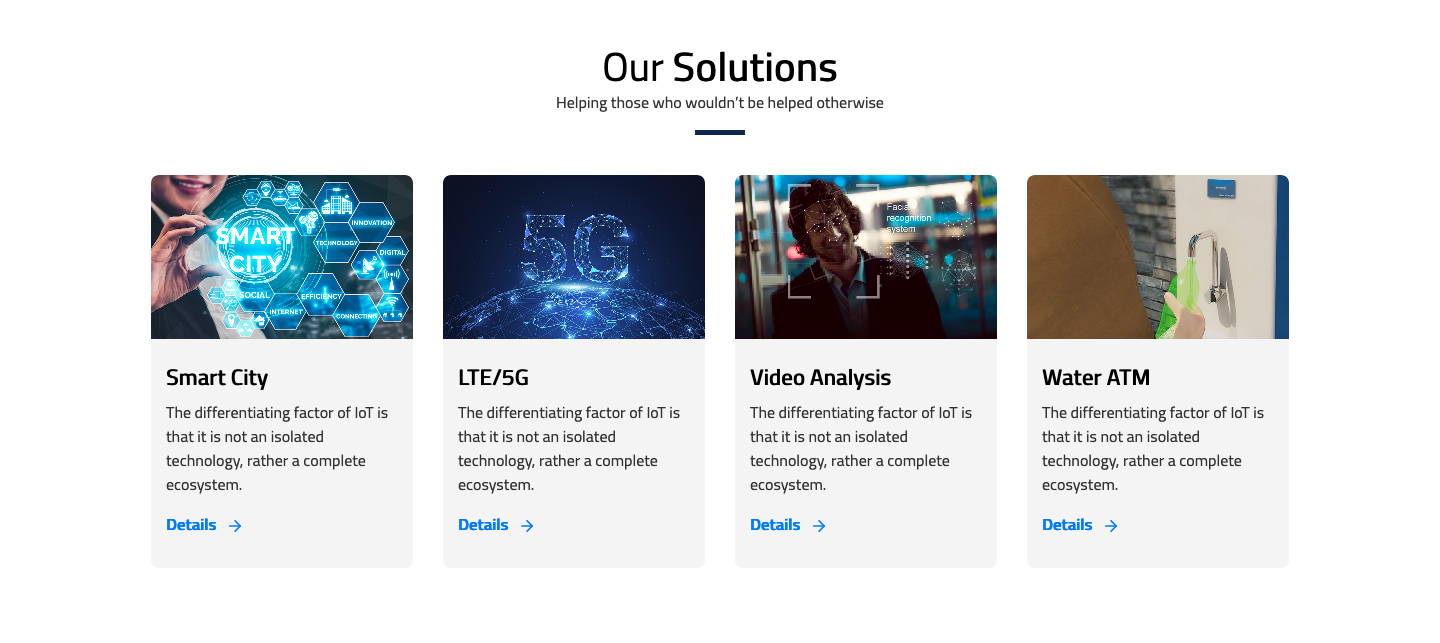 Our Solutions
Helping those who wouldn’t be helped otherwise
SMART
CITY
INNOVATION
TECHNOLOGY
DIGITAL
SOCIAL
EFFICIENCY
INTERNET
CONNECTING
5G
Facial
recognition
system
Smart City
The differentiating factor of IoT is
that it is not an isolated
technology, rather a complete
ecosystem.
Details
LTE/5G
The differentiating factor of IoT is
that it is not an isolated
technology, rather a complete
ecosystem.
Details
Video Analysis
The differentiating factor of IoT is
that it is not an isolated
technology, rather a complete
ecosystem.
Details
Water ATM
The differentiating factor of IoT is
that it is not an isolated
technology, rather a complete
ecosystem.
Details